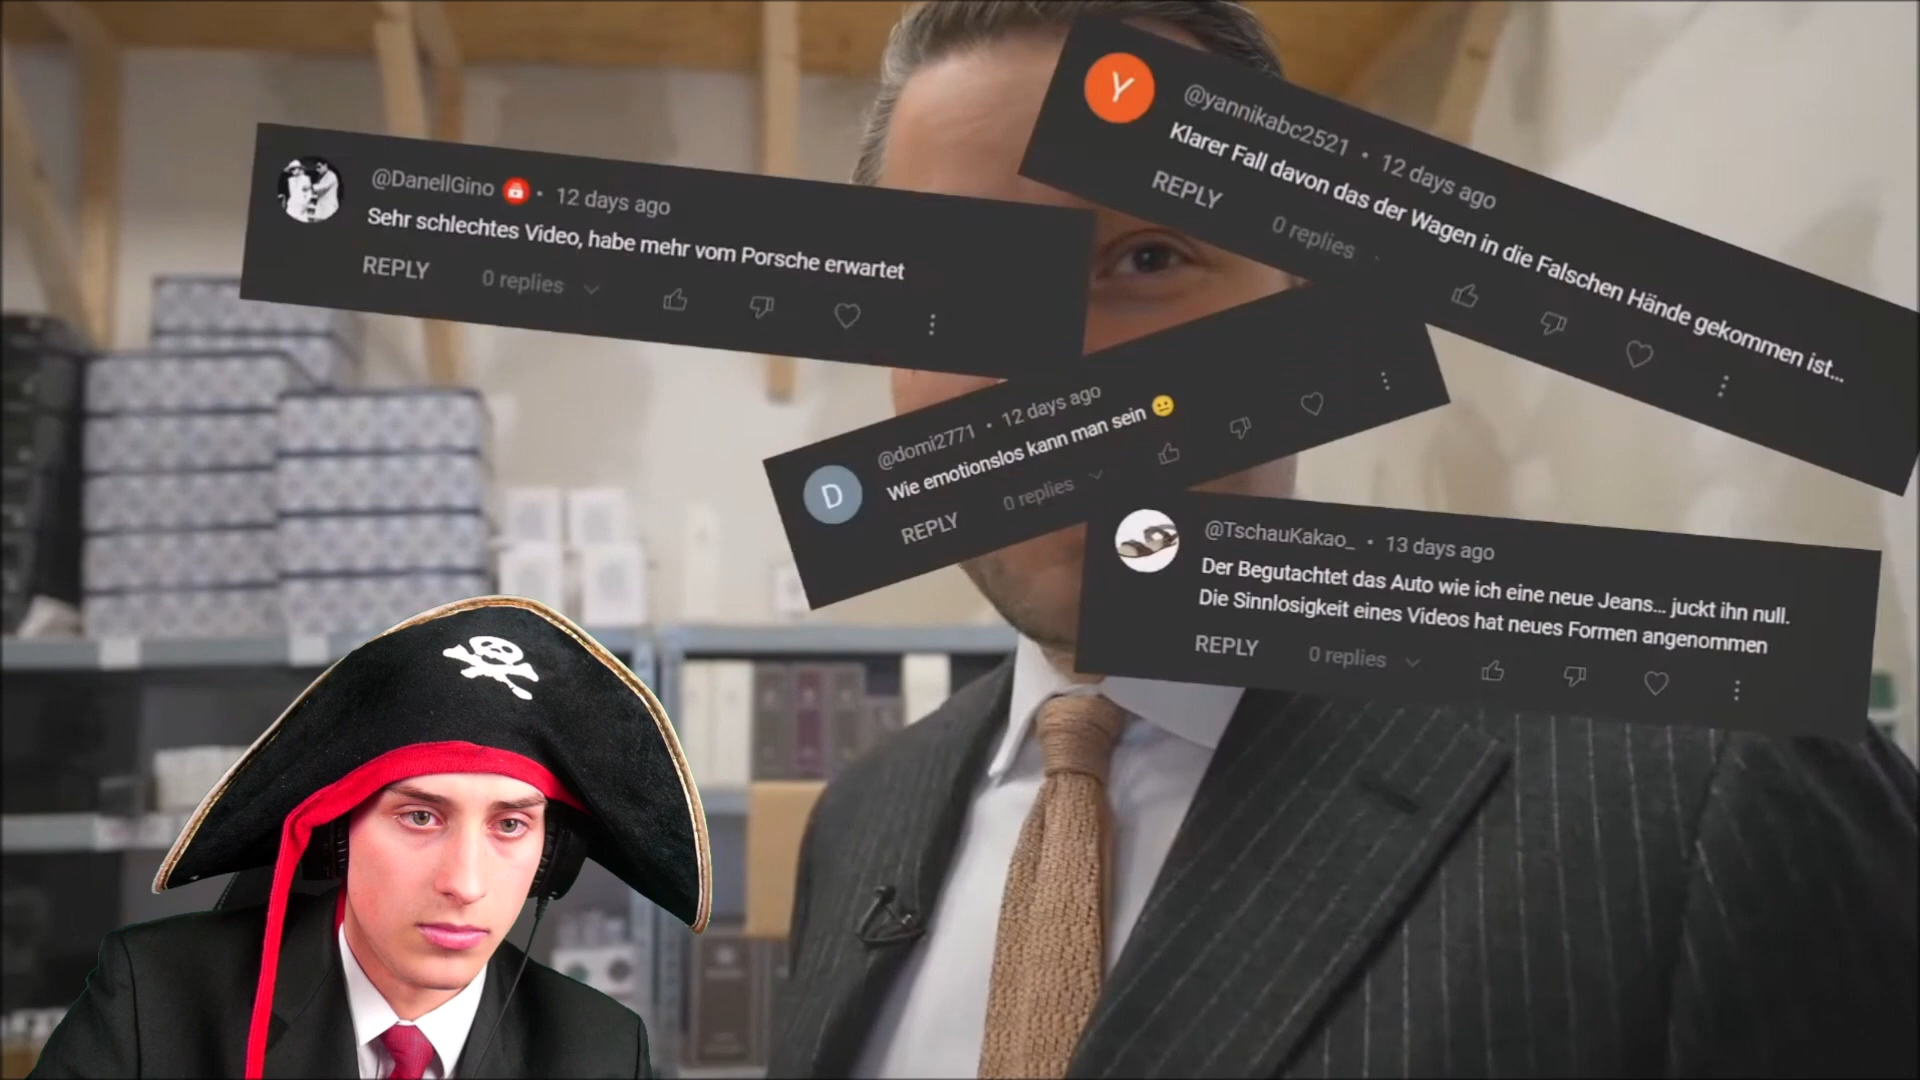 @DanellGino • 12 days ago
Sehr schlechtes Video, habe mehr vom Porsche erwartet
REPLY 0 replies
Y
@yannikabc2521 • 12 days ago
Klarer Fall davon das der Wagen in die Falschen Hände gekommen ist...
REPLY 0 replies
D
@domi2771 • 12 days ago
Wie emotionslos kann man sein 😐
REPLY 0 replies
@TschauKakao_ • 13 days ago
Der Begutachtet das Auto wie ich eine neue Jeans... juckt ihn null.
Die Sinnlosigkeit eines Videos hat neues Formen angenommen
REPLY 0 replies